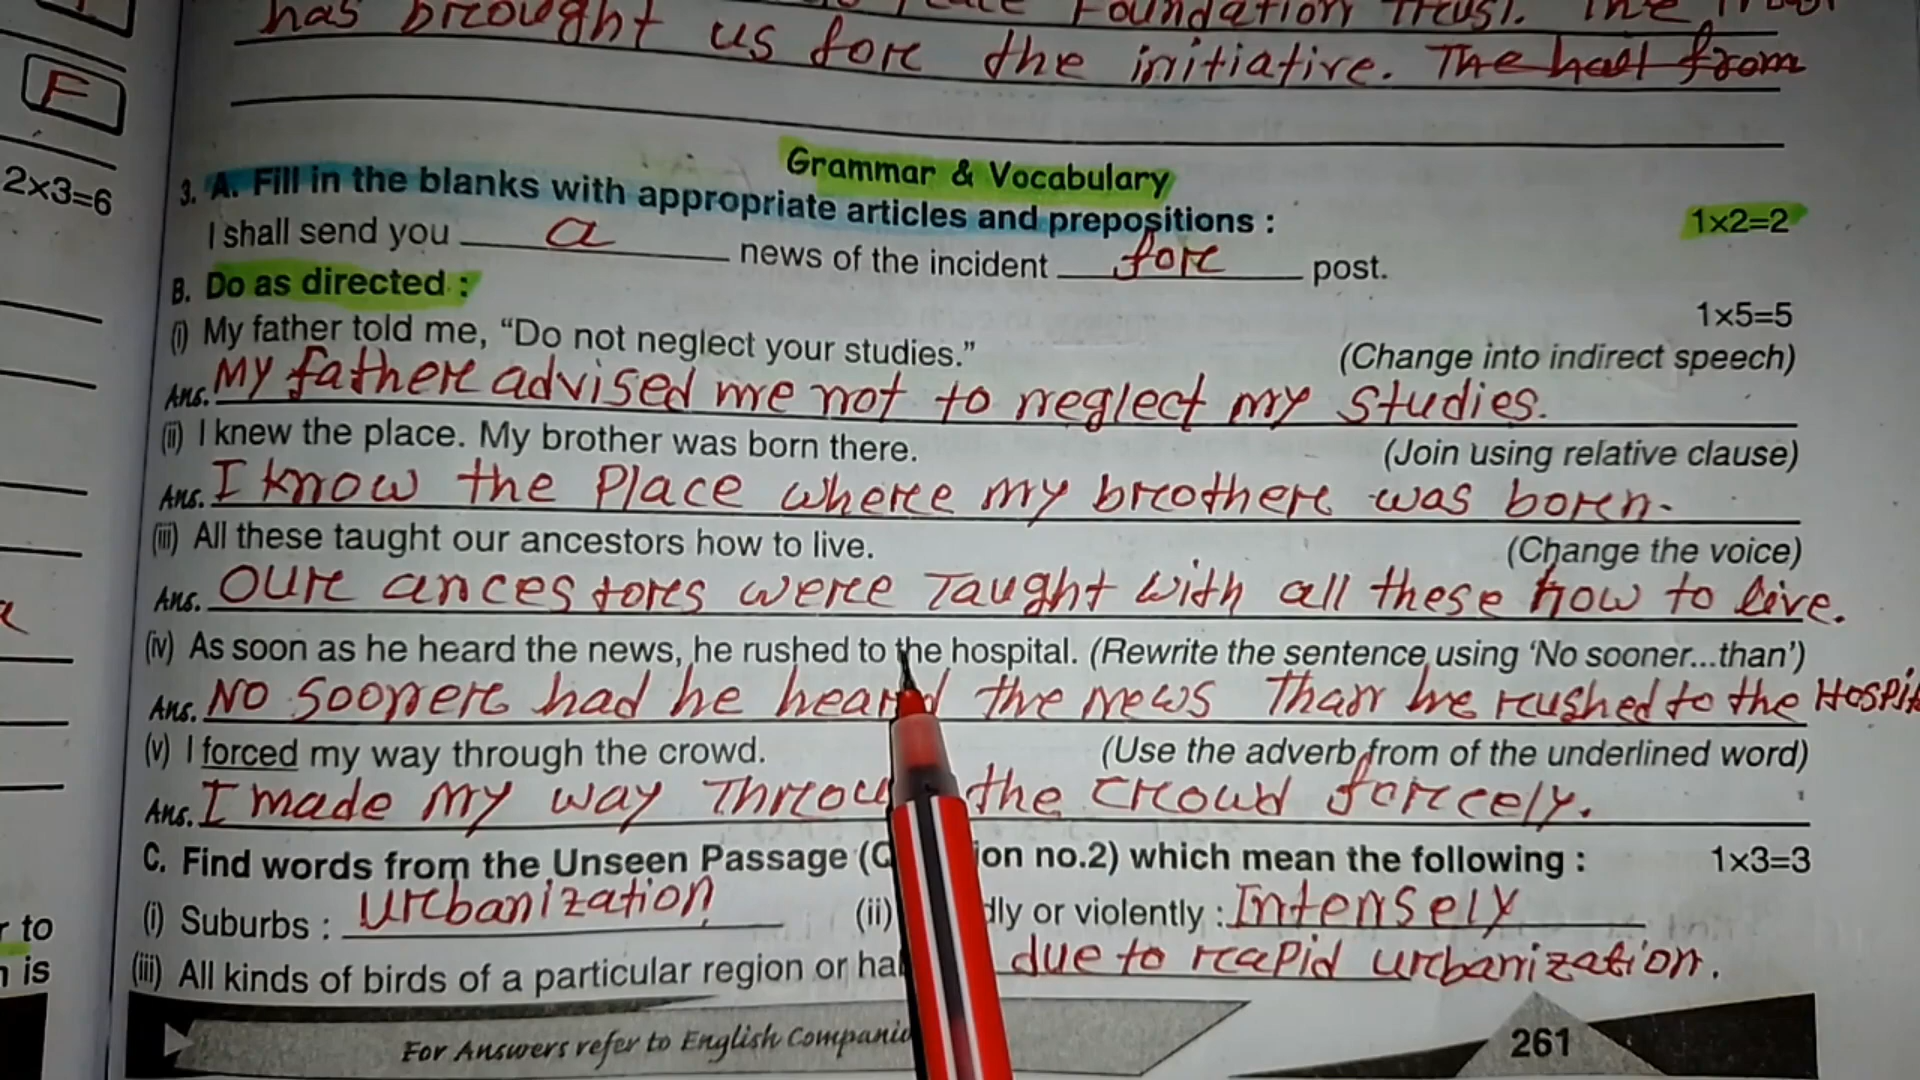 has brought us for the initiative. The hast from
F
2×3=6
Grammar & Vocabulary
3. A. Fill in the blanks with appropriate articles and prepositions : 1×2=2
I shall send you a news of the incident for post.
B. Do as directed : 1×5=5
(i) My father told me, “Do not neglect your studies.” (Change into indirect speech)
Ans. My father advised me not to neglect my studies.
(ii) I knew the place. My brother was born there. (Join using relative clause)
Ans. I know the Place where my brother was born.
(iii) All these taught our ancestors how to live. (Change the voice)
Ans. Our ancestors were Taught with all these how to live.
(iv) As soon as he heard the news, he rushed to the hospital. (Rewrite the sentence using ‘No sooner...than’)
Ans. No sooner had he heard the news Than he rushed to the Hospit
(v) I forced my way through the crowd. (Use the adverb from of the underlined word)
Ans. I made my way Throu the crowd forcely.
C. Find words from the Unseen Passage ( ion no.2) which mean the following : 1×3=3
(i) Suburbs : urbanization (ii) dly or violently : Intensely
(iii) All kinds of birds of a particular region or ha due to rapid urbanization.
r to
is
For Answers refer to English Compani
261